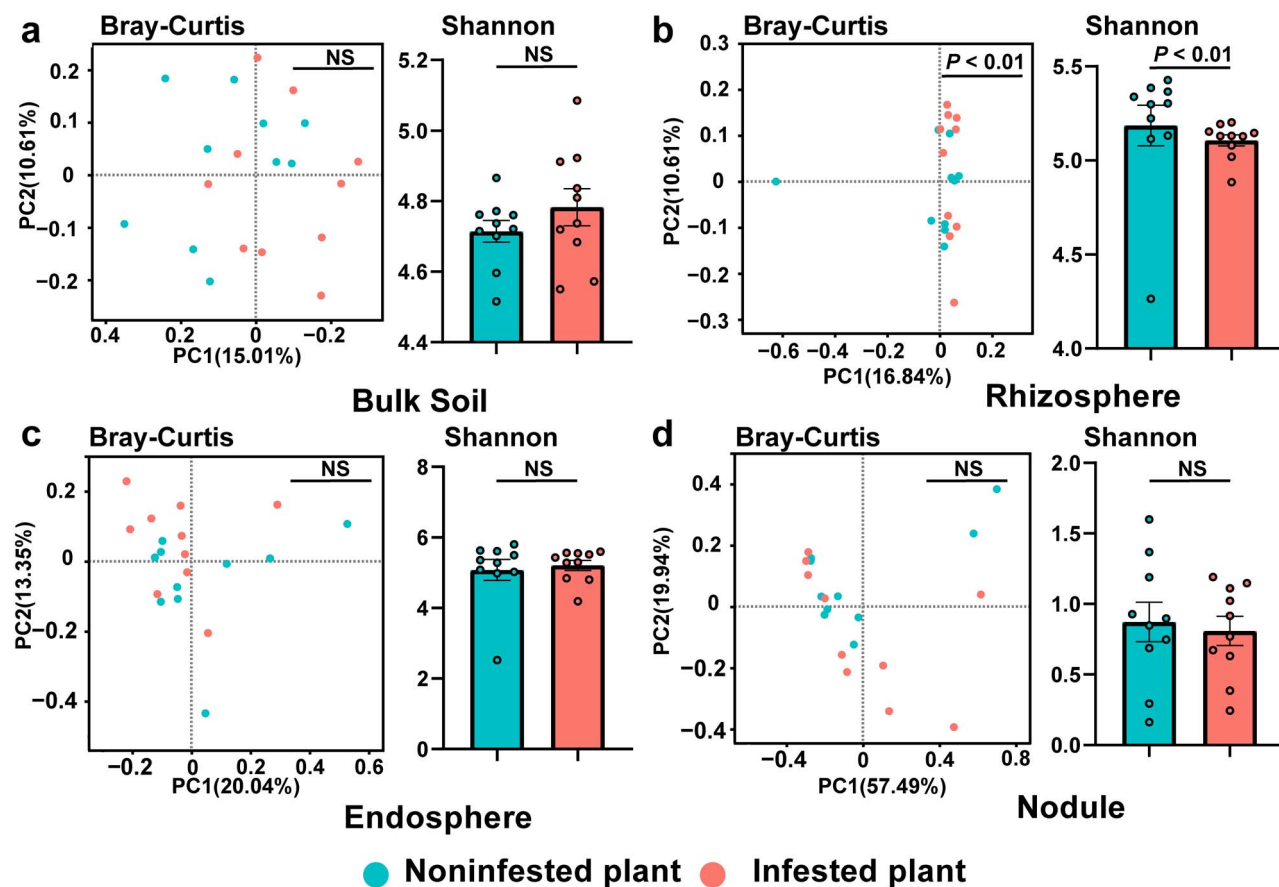 a
Bray-Curtis
NS
0.2
0.1
0
−0.1
−0.2
PC2(10.61%)
0.4
0.2
0
−0.2
PC1(15.01%)
Shannon
NS
5.2
5.0
4.8
4.6
4.4
Bulk Soil
b
Bray-Curtis
P < 0.01
0.3
0.2
0.1
0
−0.1
−0.2
−0.3
PC2(10.61%)
−0.6
−0.4
−0.2
0
0.2
PC1(16.84%)
Shannon
P < 0.01
5.5
5.0
4.5
4.0
Rhizosphere
c
Bray-Curtis
NS
0.2
0
−0.2
−0.4
PC2(13.35%)
−0.2
0
0.2
0.4
0.6
PC1(20.04%)
Shannon
NS
8
6
4
2
0
Endosphere
d
Bray-Curtis
NS
0.4
0.2
0
−0.2
−0.4
PC2(19.94%)
−0.4
0
0.4
0.8
PC1(57.49%)
Shannon
NS
2.0
1.5
1.0
0.5
0.0
Nodule
Noninfested plant
Infested plant